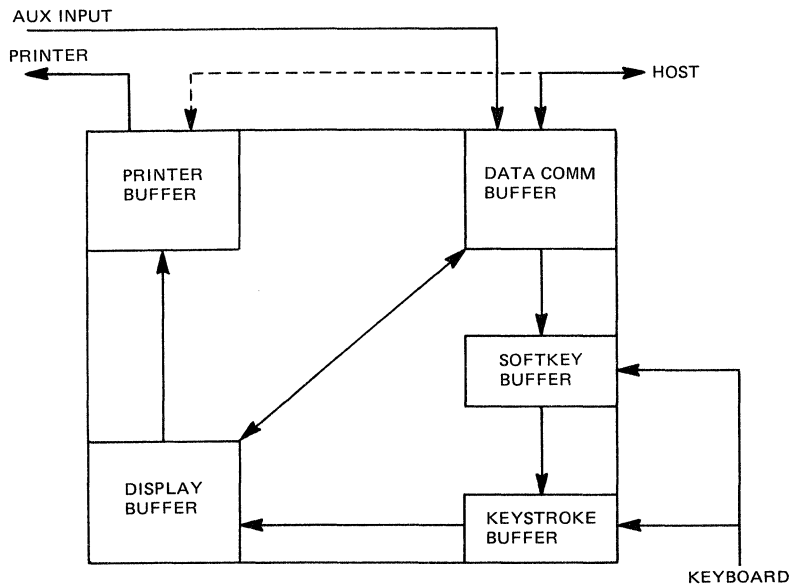 AUX INPUT
PRINTER
HOST
PRINTER
BUFFER
DATA COMM
BUFFER
SOFTKEY
BUFFER
DISPLAY
BUFFER
KEYSTROKE
BUFFER
KEYBOARD